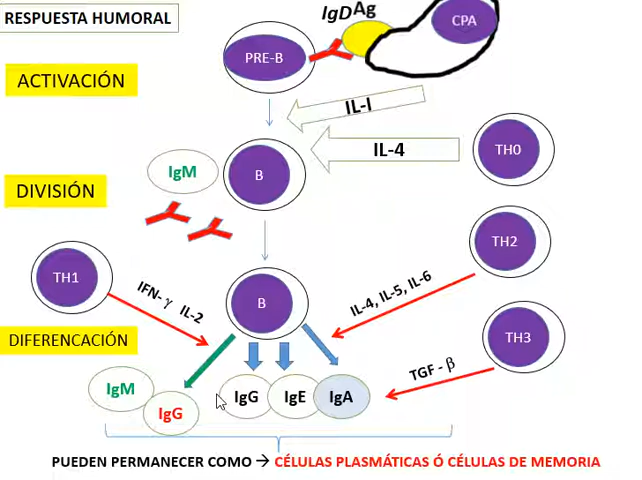 RESPUESTA HUMORAL
IgDAg
CPA
PRE-B
ACTIVACIÓN
IL-I
IL-4
TH0
IgM
B
DIVISIÓN
TH2
TH1
IFN- γ IL-2
B
IL-4, IL-5, IL-6
DIFERENCACIÓN
TH3
TGF - β
IgM
IgG
IgG
IgE
IgA
PUEDEN PERMANECER COMO → CÉLULAS PLASMÁTICAS Ó CÉLULAS DE MEMORIA